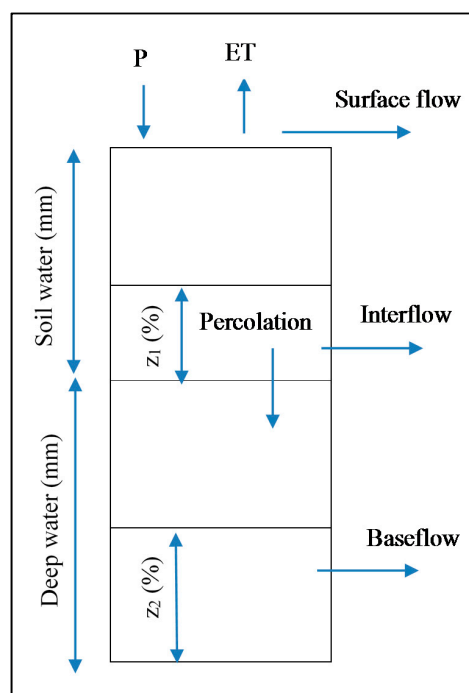 P
ET
Surface flow
Soil water (mm)
z₁ (%)
Percolation
Interflow
Deep water (mm)
z₂ (%)
Baseflow